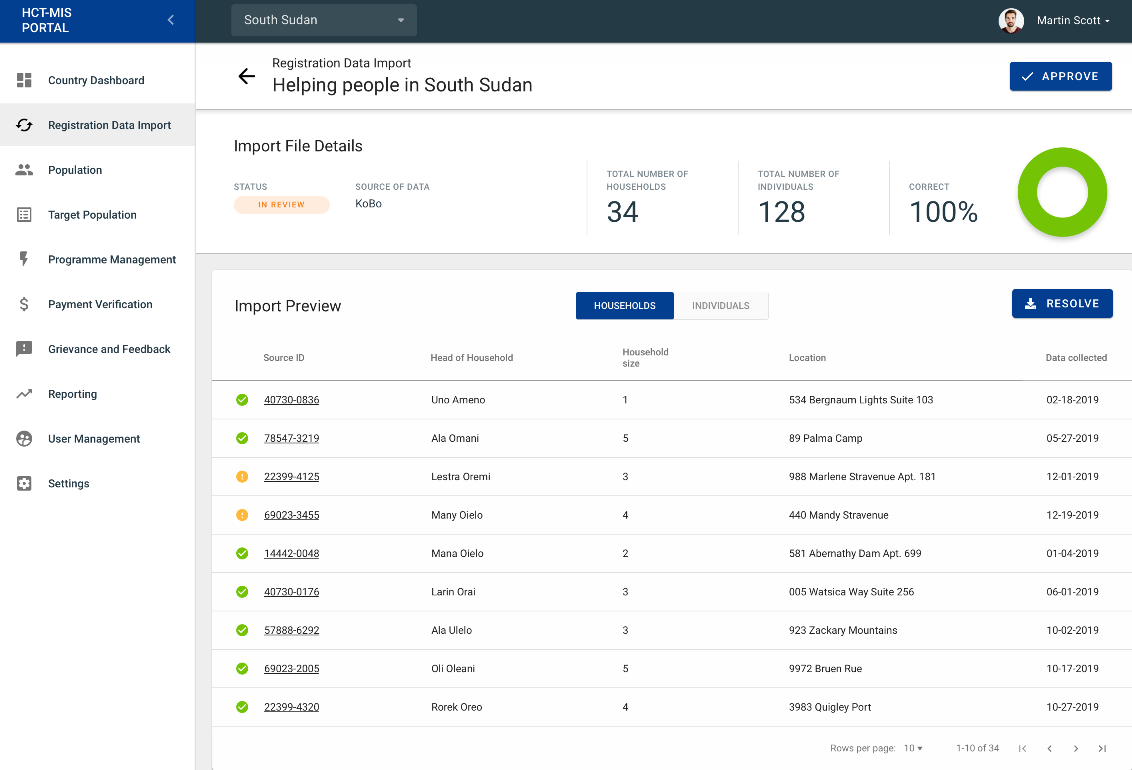 HCT-MIS
PORTAL
South Sudan
Martin Scott
Country Dashboard
Registration Data Import
Population
Target Population
Programme Management
Payment Verification
Grievance and Feedback
Reporting
User Management
Settings
Registration Data Import
Helping people in South Sudan
APPROVE
Import File Details
STATUS
IN REVIEW
SOURCE OF DATA
KoBo
TOTAL NUMBER OF
HOUSEHOLDS
34
TOTAL NUMBER OF
INDIVIDUALS
128
CORRECT
100%
Import Preview
HOUSEHOLDS INDIVIDUALS
RESOLVE
Source ID Head of Household Household size Location Data collected
40730-0836 Uno Ameno 1 534 Bergnaum Lights Suite 103 02-18-2019
78547-3219 Ala Omani 5 89 Palma Camp 05-27-2019
22399-4125 Lestra Oremi 3 988 Marlene Stravenue Apt. 181 12-01-2019
69023-3455 Many Oielo 4 440 Mandy Stravenue 12-19-2019
14442-0048 Mana Oielo 2 581 Abernathy Dam Apt. 699 01-04-2019
40730-0176 Larin Orai 3 005 Watsica Way Suite 256 06-01-2019
57888-6292 Ala Ulelo 3 923 Zackary Mountains 10-02-2019
69023-2005 Oli Oleani 5 9972 Bruen Rue 10-17-2019
22399-4320 Rorek Oreo 4 3983 Quigley Port 10-27-2019
Rows per page: 10 1-10 of 34